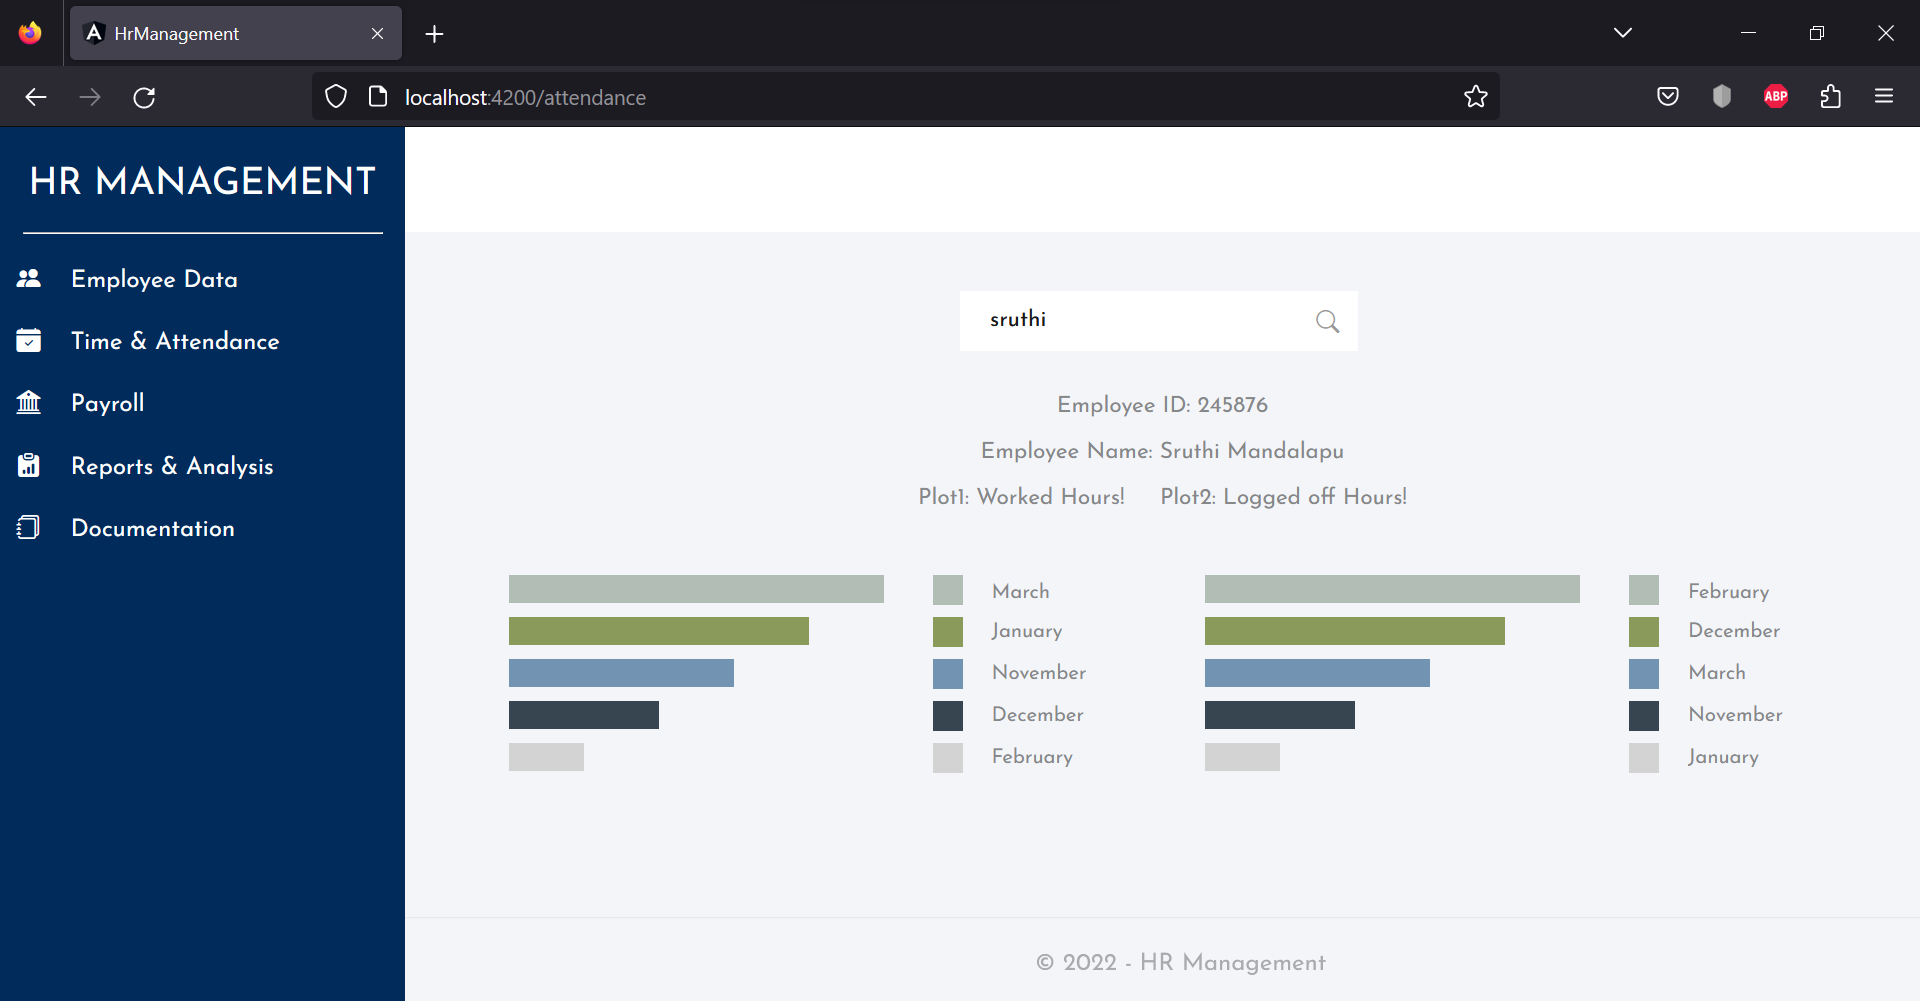 HrManagement
localhost:4200/attendance
ABP
HR MANAGEMENT
Employee Data
Time & Attendance
Payroll
Reports & Analysis
Documentation
sruthi
Employee ID: 245876
Employee Name: Sruthi Mandalapu
Plot1: Worked Hours! Plot2: Logged off Hours!
March
January
November
December
February
February
December
March
November
January
© 2022 - HR Management